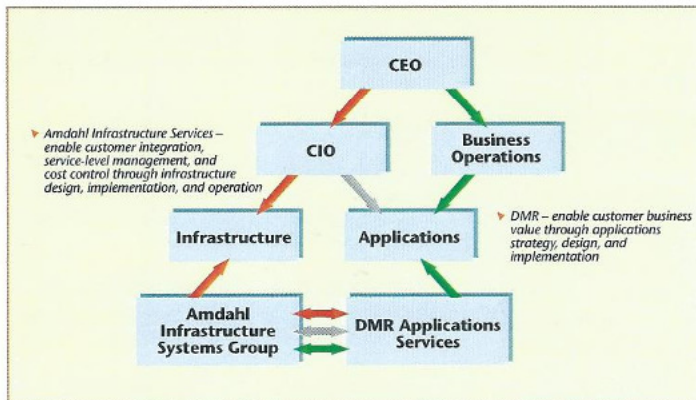 CEO
Amdahl Infrastructure Services –
enable customer integration,
service-level management, and
cost control through infrastructure
design, implementation, and operation
CIO
Business
Operations
Infrastructure
Applications
DMR – enable customer business
value through applications
strategy, design, and
implementation
Amdahl
Infrastructure
Systems Group
DMR Applications
Services